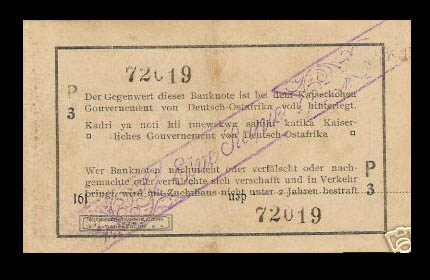 72019
P
3
Der Gegenwert dieser Banknote ist bei dem Kaiserlichen
Gouvernement von Deutsch-Ostafrika voll hinterlegt.
Kadri ya noti hii imewekwa sahihi katika Kaiser-
liches Gouvernement von Deutsch-Ostafrika
Eine Rupie
Wer Banknoten nachmacht oder verfälscht oder nach-
gemachte oder verfälschte sich verschafft und in Verkehr
bringt, wird mit Zuchthaus nicht unter 2 Jahren bestraft
P
3
72019